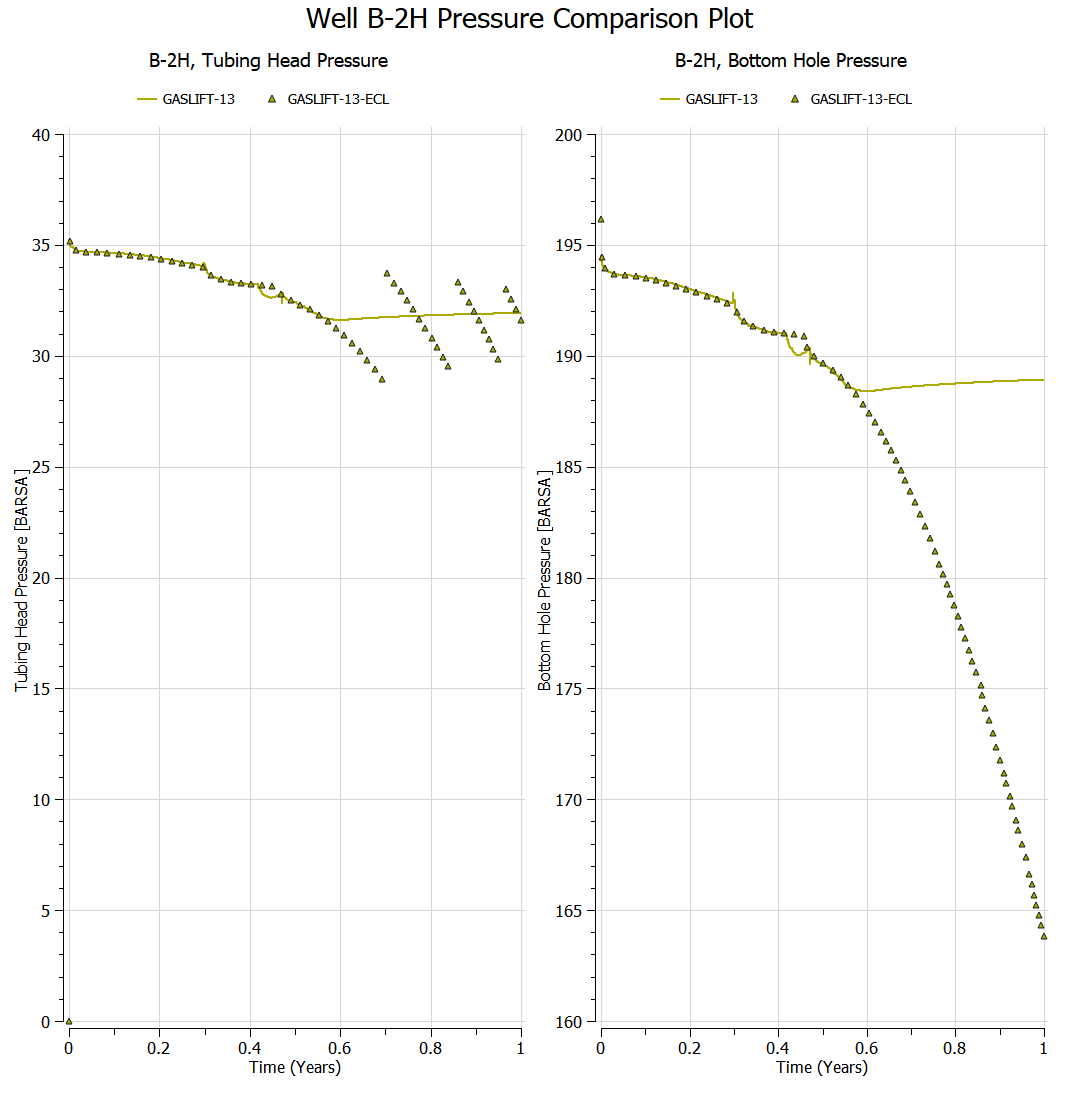 Well B-2H Pressure Comparison Plot
B-2H, Tubing Head Pressure
GASLIFT-13 GASLIFT-13-ECL
40
35
30
25
20
15
10
5
0
Tubing Head Pressure [BARSA]
0 0.2 0.4 0.6 0.8 1
Time (Years)
B-2H, Bottom Hole Pressure
GASLIFT-13 GASLIFT-13-ECL
200
195
190
185
180
175
170
165
160
Bottom Hole Pressure [BARSA]
0 0.2 0.4 0.6 0.8 1
Time (Years)